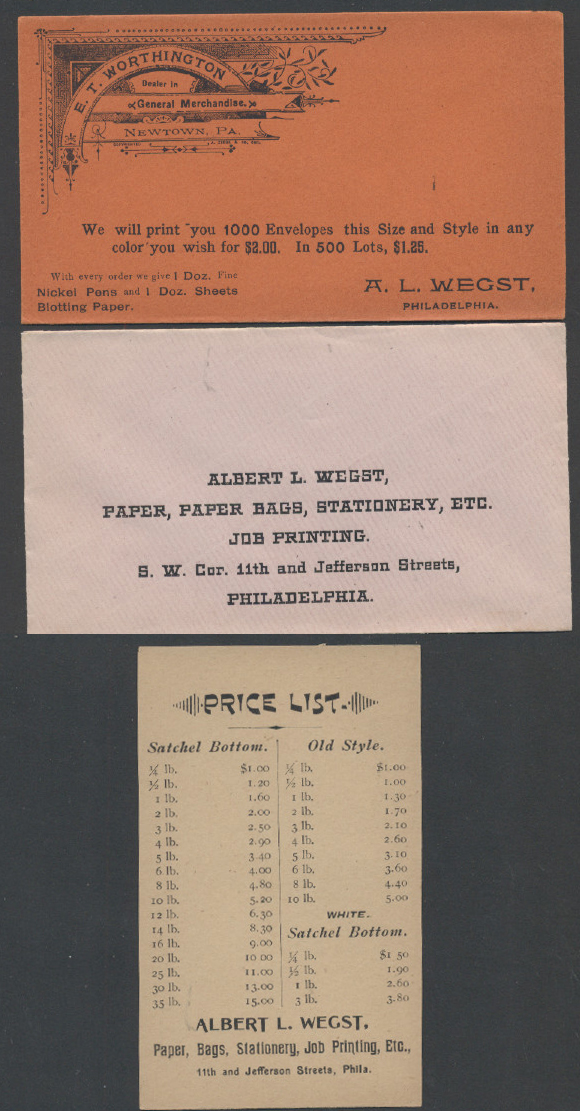 E. T. WORTHINGTON
Dealer in
General Merchandise.
NEWTOWN, PA.
We will print you 1000 Envelopes this Size and Style in any
color you wish for $2.00. In 500 Lots, $1.25.
With every order we give 1 Doz. Fine
Nickel Pens and 1 Doz. Sheets
Blotting Paper.
A. L. WEGST,
PHILADELPHIA.
ALBERT L. WEGST,
PAPER, PAPER BAGS, STATIONERY, ETC.
JOB PRINTING.
S. W. Cor. 11th and Jefferson Streets,
PHILADELPHIA.
PRICE LIST.
Satchel Bottom.
¼ lb. $1.00
½ lb. 1.20
1 lb. 1.60
2 lb. 2.00
3 lb. 2.50
4 lb. 2.90
5 lb. 3.40
6 lb. 4.00
8 lb. 4.80
10 lb. 5.20
12 lb. 6.30
14 lb. 8.30
16 lb. 9.00
20 lb. 10 00
25 lb. 11.00
30 lb. 13.00
35 lb. 15.00
Old Style.
¼ lb. $1.00
½ lb. 1.00
1 lb. 1.30
2 lb. 1.70
3 lb. 2.10
4 lb. 2.60
5 lb. 3.10
6 lb. 3.60
8 lb. 4.40
10 lb. 5.00
WHITE.
Satchel Bottom.
¼ lb. $1 50
½ lb. 1.90
1 lb. 2.60
3 lb. 3.80
ALBERT L. WEGST,
Paper, Bags, Stationery, Job Printing, Etc.,
11th and Jefferson Streets, Phila.